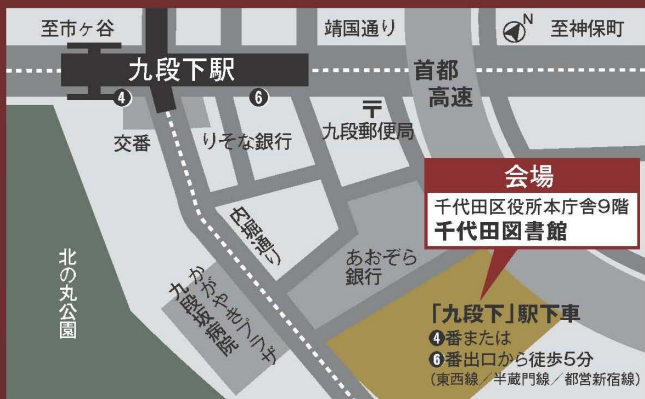 至市ヶ谷
靖国通り
N
至神保町
九段下駅
首都
高速
4
6
交番
りそな銀行
〒
九段郵便局
会場
千代田区役所本庁舎9階
千代田図書館
内堀通り
あおぞら
銀行
北の丸公園
かがやきプラザ
九段坂病院
「九段下」駅下車
❹番または
❻番出口から徒歩5分
(東西線/半蔵門線/都営新宿線)